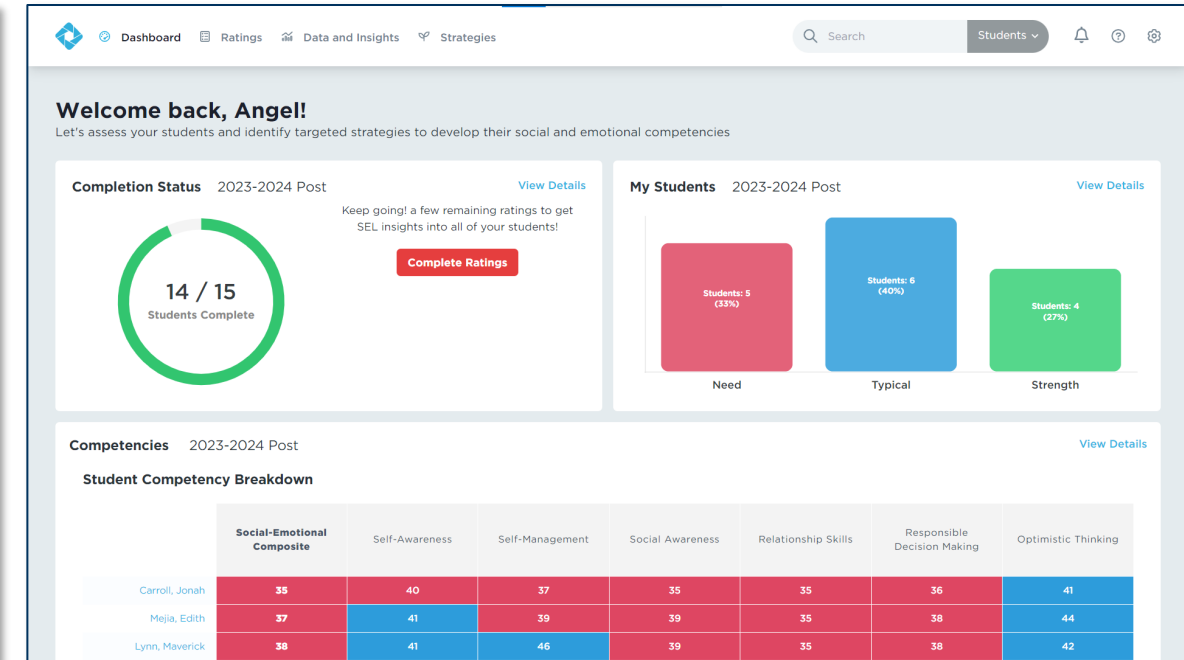 Dashboard Ratings Data and Insights Strategies Search Students
Welcome back, Angel!
Let's assess your students and identify targeted strategies to develop their social and emotional competencies
Completion Status 2023-2024 Post View Details
Keep going! a few remaining ratings to get
SEL insights into all of your students!
Complete Ratings
14 / 15
Students Complete
My Students 2023-2024 Post View Details
Students: 5
(33%)
Students: 6
(40%)
Students: 4
(27%)
Need Typical Strength
Competencies 2023-2024 Post View Details
Student Competency Breakdown
Social-Emotional
Composite
Self-Awareness
Self-Management
Social Awareness
Relationship Skills
Responsible
Decision Making
Optimistic Thinking
Carroll, Jonah 35 40 37 35 35 36 41
Mejia, Edith 37 41 39 39 35 38 44
Lynn, Maverick 38 41 46 39 35 38 42